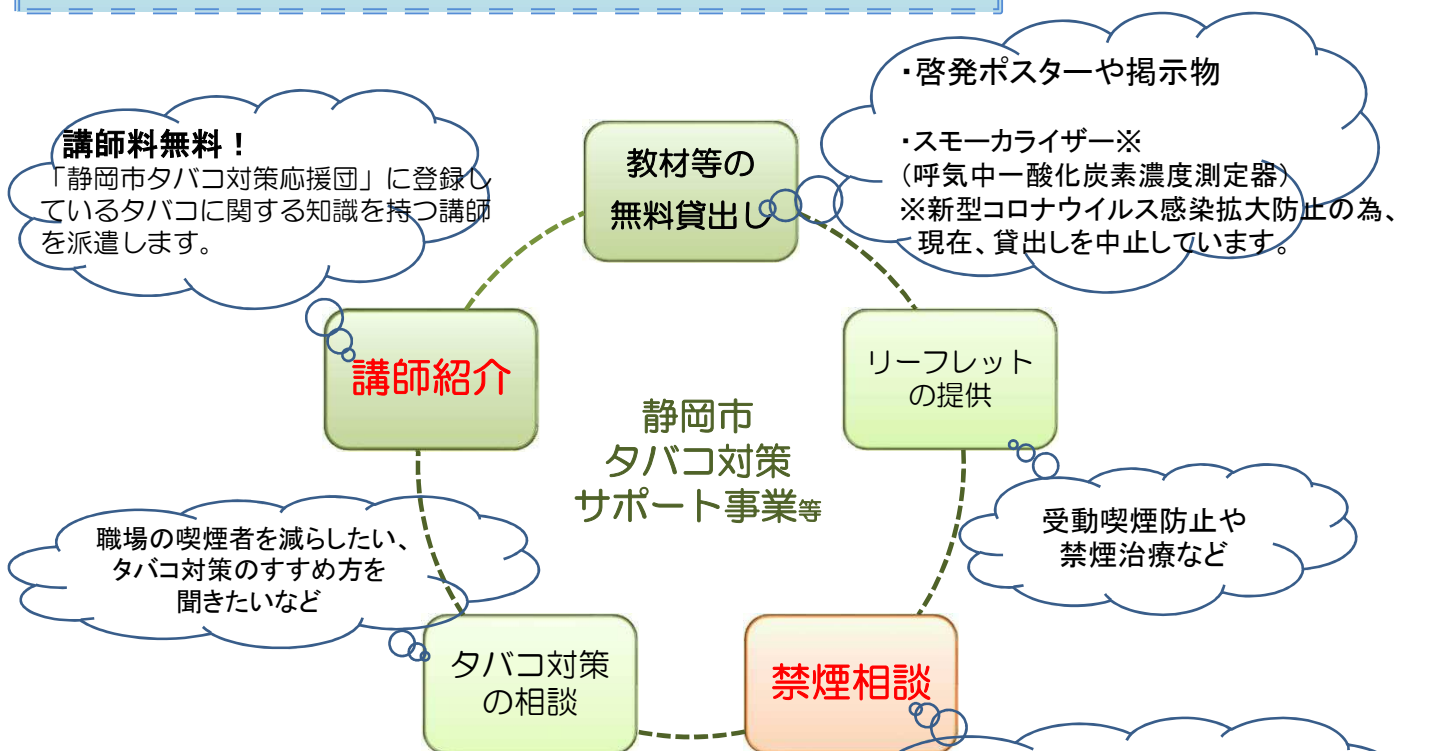 ・啓発ポスターや掲示物
・スモーカライザー※
（呼気中一酸化炭素濃度測定器）
※新型コロナウイルス感染拡大防止の為、
現在、貸出しを中止しています。
講師料無料！
「静岡市タバコ対策応援団」に登録し
ているタバコに関する知識を持つ講師
を派遣します。
教材等の
無料貸出し
講師紹介
リーフレット
の提供
静岡市
タバコ対策
サポート事業等
受動喫煙防止や
禁煙治療など
職場の喫煙者を減らしたい、
タバコ対策のすすめ方を
聞きたいなど
タバコ対策
の相談
禁煙相談